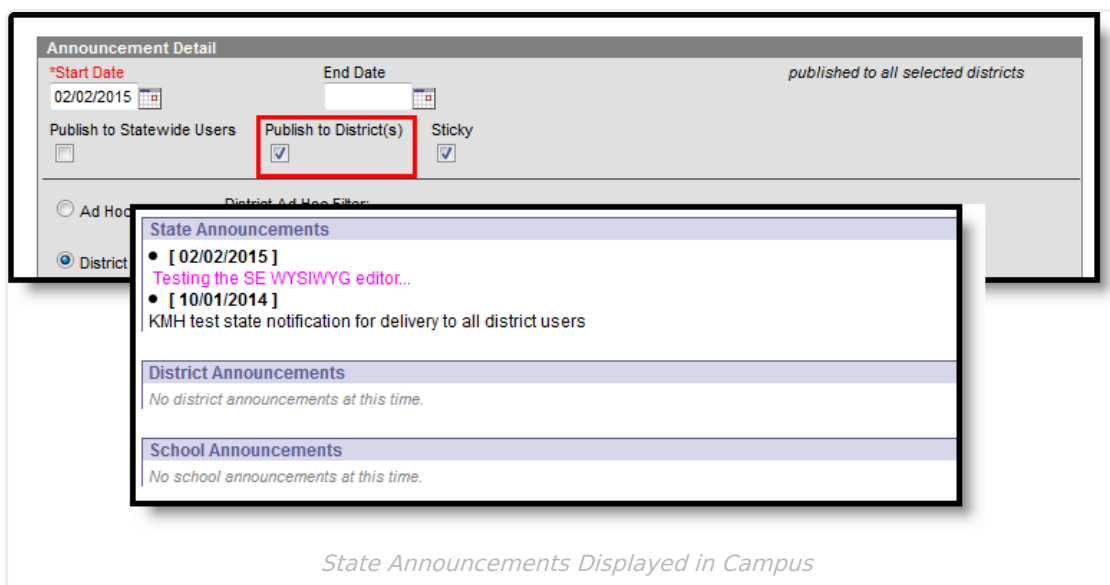 Announcement Detail
*Start Date End Date published to all selected districts
02/02/2015
Publish to Statewide Users Publish to District(s) Sticky
Ad Hoc District Ad Hoc Filter:
District
State Announcements
• [ 02/02/2015 ]
Testing the SE WYSIWYG editor...
• [ 10/01/2014 ]
KMH test state notification for delivery to all district users
District Announcements
No district announcements at this time.
School Announcements
No school announcements at this time.
State Announcements Displayed in Campus